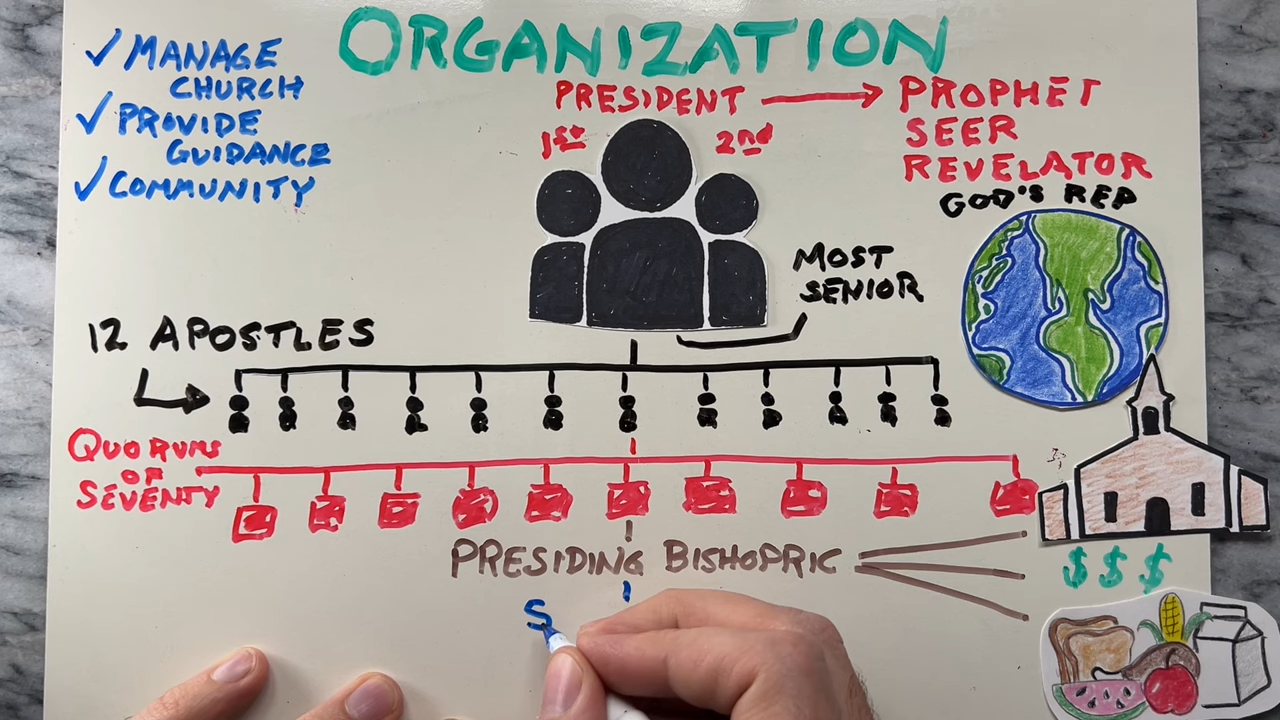 ORGANIZATION
✓ MANAGE
CHURCH
✓ PROVIDE
GUIDANCE
✓ COMMUNITY
PRESIDENT → PROPHET
SEER
REVELATOR
GOD'S REP
1st
2nd
MOST
SENIOR
12 APOSTLES
QUORUMS
OF
SEVENTY
PRESIDING BISHOPRIC
$ $ $
S